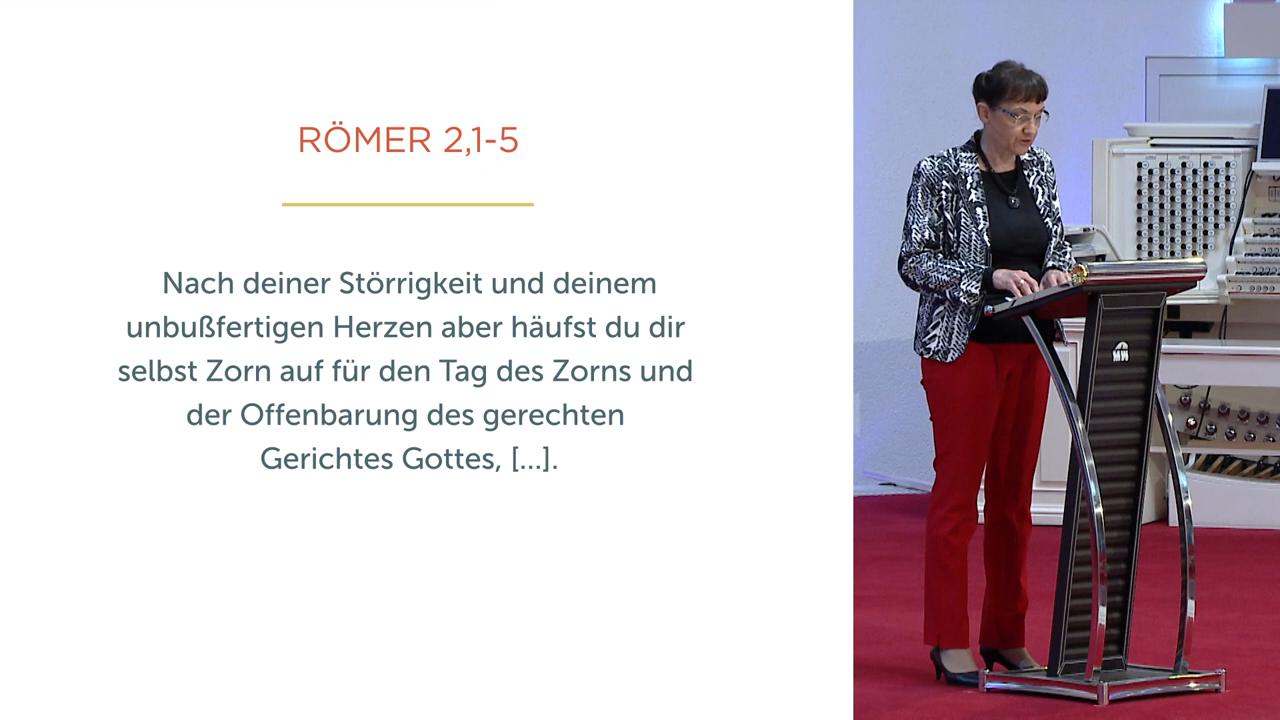 RÖMER 2,1-5
Nach deiner Störrigkeit und deinem
unbußfertigen Herzen aber häufst du dir
selbst Zorn auf für den Tag des Zorns und
der Offenbarung des gerechten
Gerichtes Gottes, [...].
MW